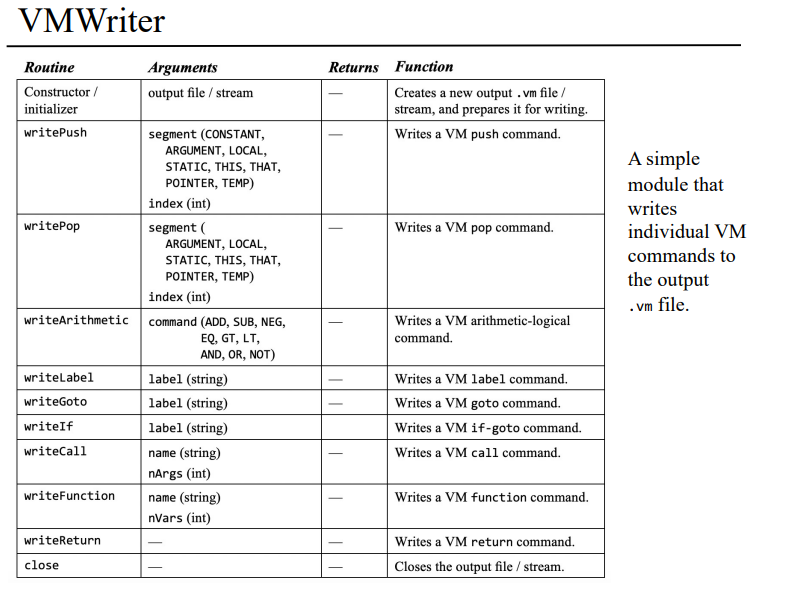 VMWriter
Routine Arguments Returns Function
Constructor / output file / stream — Creates a new output .vm file /
initializer stream, and prepares it for writing.
writePush segment (CONSTANT, — Writes a VM push command.
ARGUMENT, LOCAL,
STATIC, THIS, THAT,
POINTER, TEMP)
index (int)
writePop segment ( — Writes a VM pop command.
ARGUMENT, LOCAL,
STATIC, THIS, THAT,
POINTER, TEMP)
index (int)
writeArithmetic command (ADD, SUB, NEG, — Writes a VM arithmetic-logical
EQ, GT, LT, command.
AND, OR, NOT)
writeLabel label (string) — Writes a VM label command.
writeGoto label (string) — Writes a VM goto command.
writeIf label (string) Writes a VM if-goto command.
writeCall name (string) — Writes a VM call command.
nArgs (int)
writeFunction name (string) — Writes a VM function command.
nVars (int)
writeReturn — — Writes a VM return command.
close — — Closes the output file / stream.
A simple
module that
writes
individual VM
commands to
the output
.vm file.